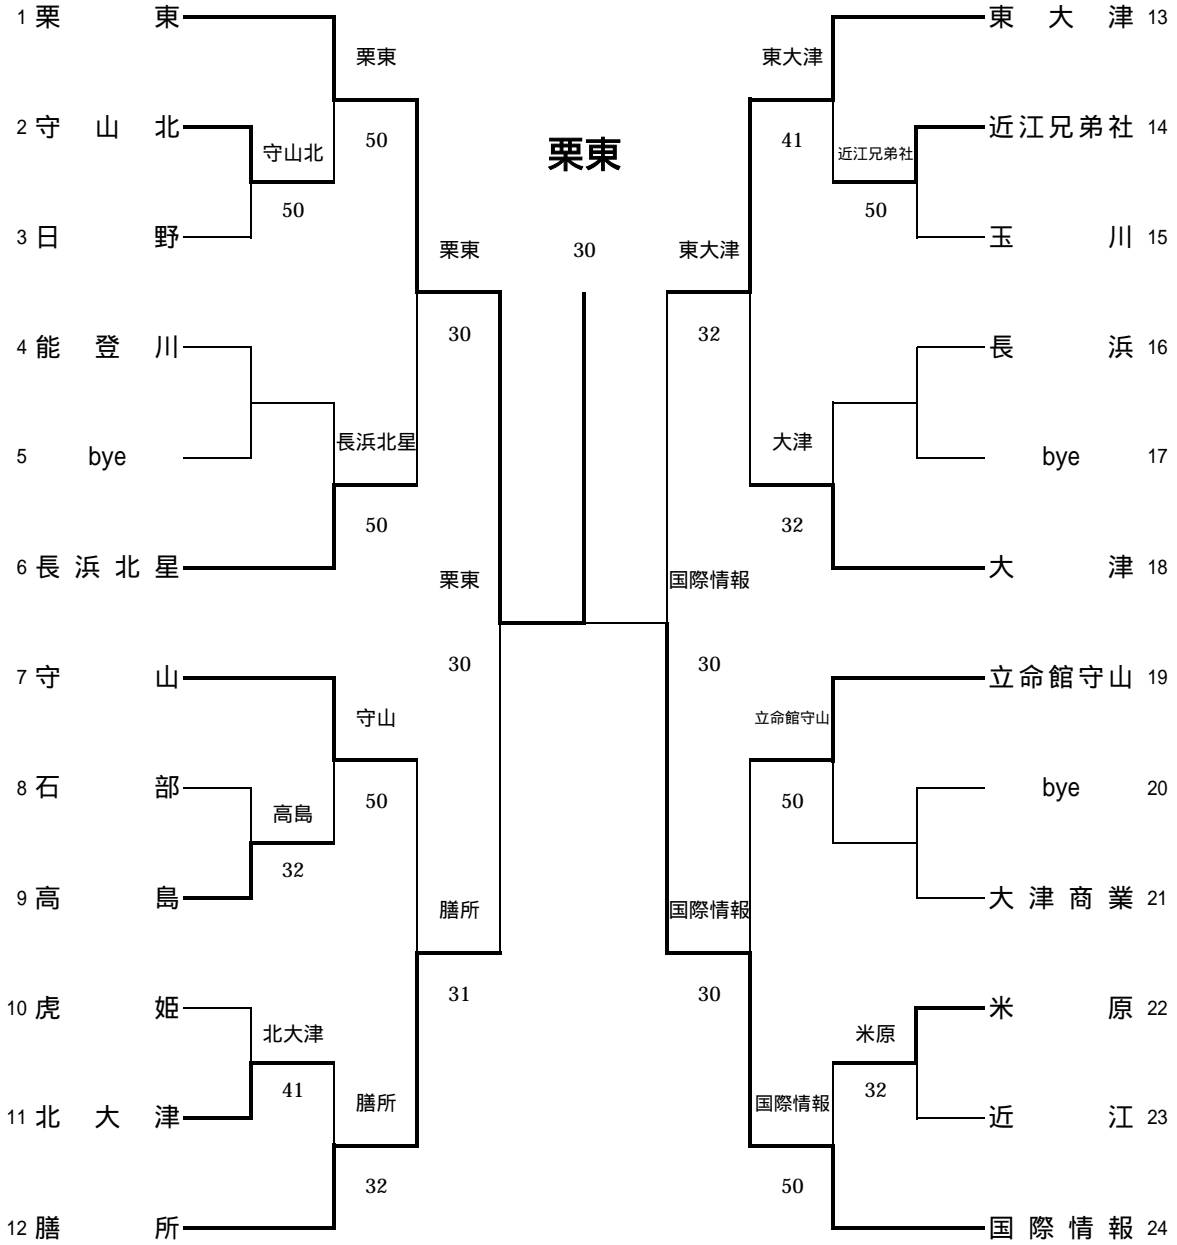 1 栗東 東大津 13
栗東 東大津
2 守山北 近江兄弟社 14
50 栗東 41
守山北 近江兄弟社
50 50
3 日野 玉川 15
栗東 30 東大津
30 32
4 能登川 長浜 16
長浜北星 大津
5 bye bye 17
50 32
6 長浜北星 大津 18
栗東 国際情報
30 30
7 守山 立命館守山 19
守山 立命館守山
8 石部 bye 20
50 50
高島
32
9 高島 大津商業 21
膳所 国際情報
31 30
10 虎姫 米原 22
北大津 米原
41 32
膳所 国際情報
11 北大津 近江 23
32 50
12 膳所 国際情報 24